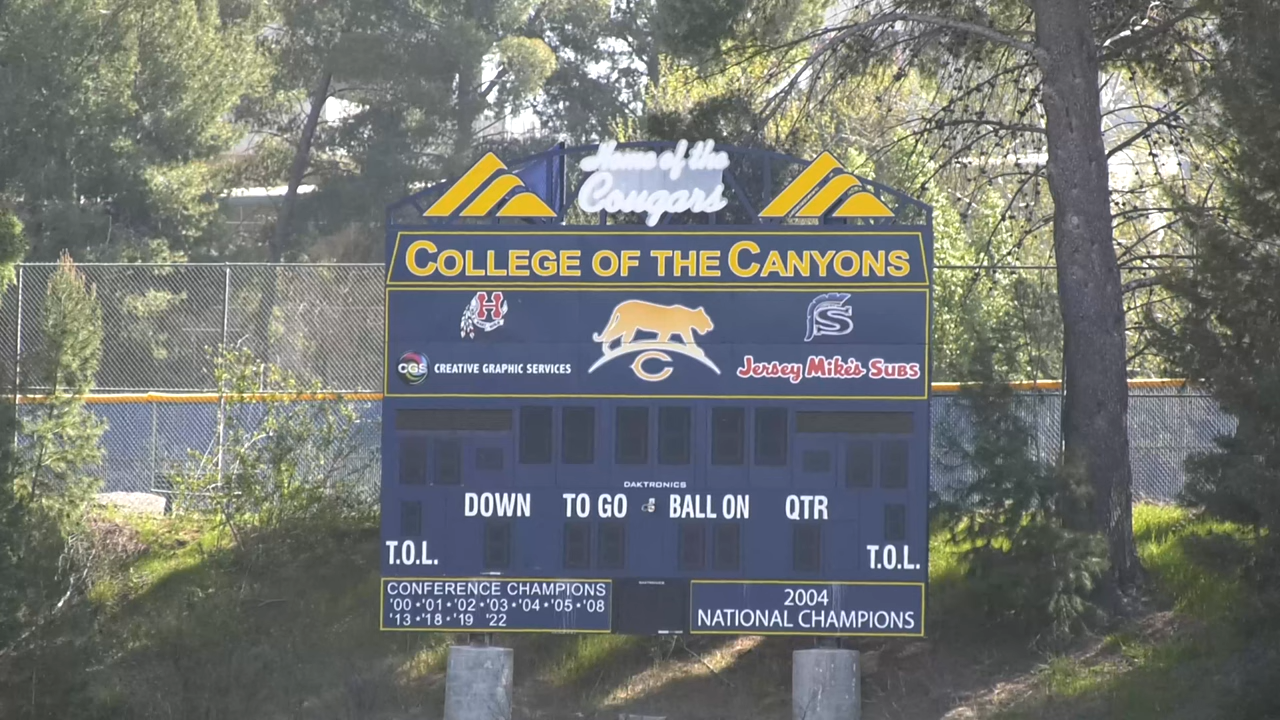 Home of the
Cougars
COLLEGE OF THE CANYONS
H
S
CGS CREATIVE GRAPHIC SERVICES
C
JERSEY MIKE'S SUBS
DAKTRONICS
DOWN TO GO BALL ON QTR
T.O.L. T.O.L.
CONFERENCE CHAMPIONS
'00 • '01 • '02 • '03 • '04 • '05 • '08
'13 • '18 • '19 '22
2004
NATIONAL CHAMPIONS